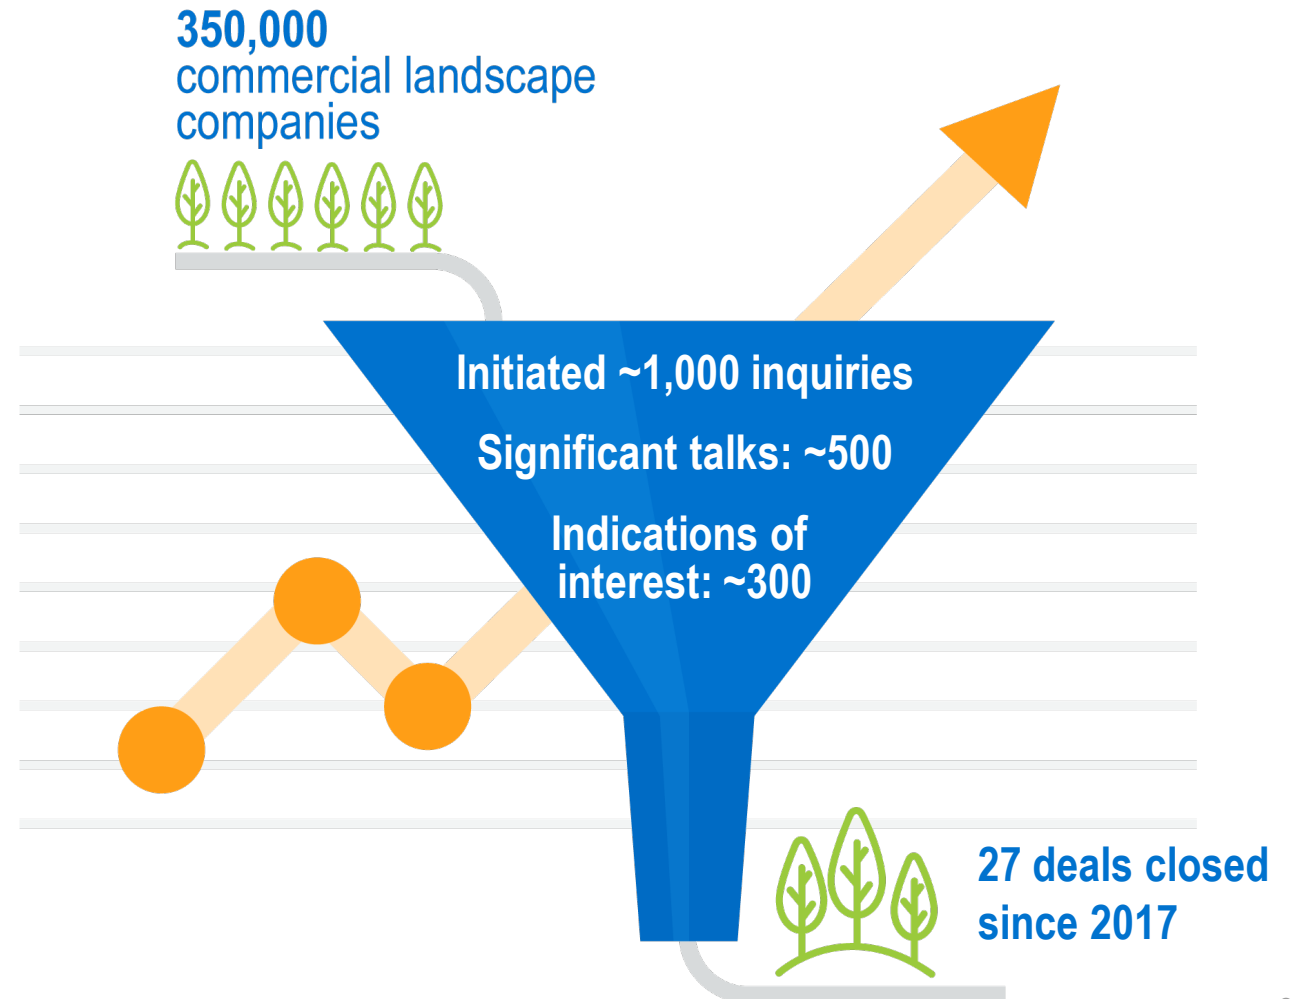 350,000
commercial landscape
companies
Initiated ~1,000 inquiries
Significant talks: ~500
Indications of
interest: ~300
27 deals closed
since 2017